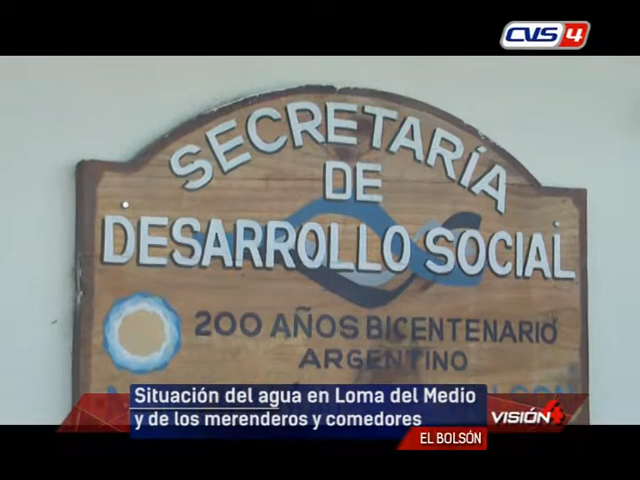 CVS 4
SECRETARÍA
DE
DESARROLLO SOCIAL
200 AÑOS BICENTENARIO
ARGENTINO
Situación del agua en Loma del Medio
y de los merenderos y comedores
VISIÓN 4
EL BOLSÓN